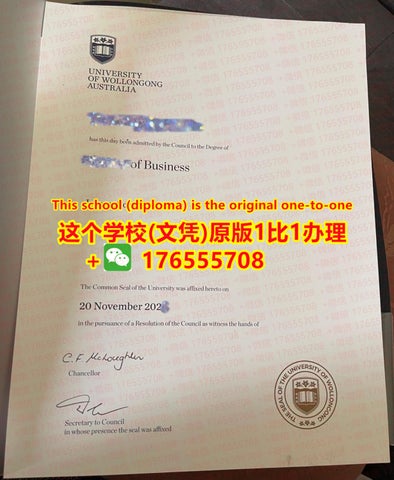 UNIVERSITY
OF WOLLONGONG
AUSTRALIA
has this day been admitted by the Council to the Degree of
of Business
This school (diploma) is the original one-to-one
这个学校(文凭)原版1比1办理
+ 176555708
The Common Seal of the University was affixed hereto on
20 November 202
in the pursuance of a Resolution of the Council as witness the hands of
C. F. McLoughlin
Chancellor
Secretary to Council
in whose presence the seal was affixed
THE SEAL OF THE UNIVERSITY OF WOLLONGONG